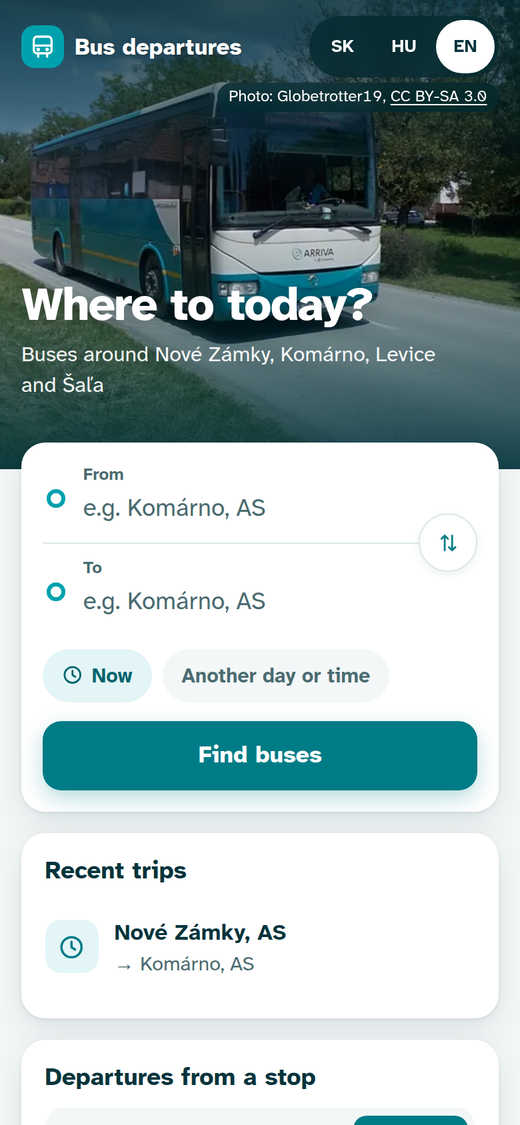 Bus departures
SK HU EN
Photo: Globetrotter19, CC BY-SA 3.0
ARRIVA
Where to today?
Buses around Nové Zámky, Komárno, Levice
and Šaľa
From
e.g. Komárno, AS
To
e.g. Komárno, AS
Now
Another day or time
Find buses
Recent trips
Nové Zámky, AS
→ Komárno, AS
Departures from a stop